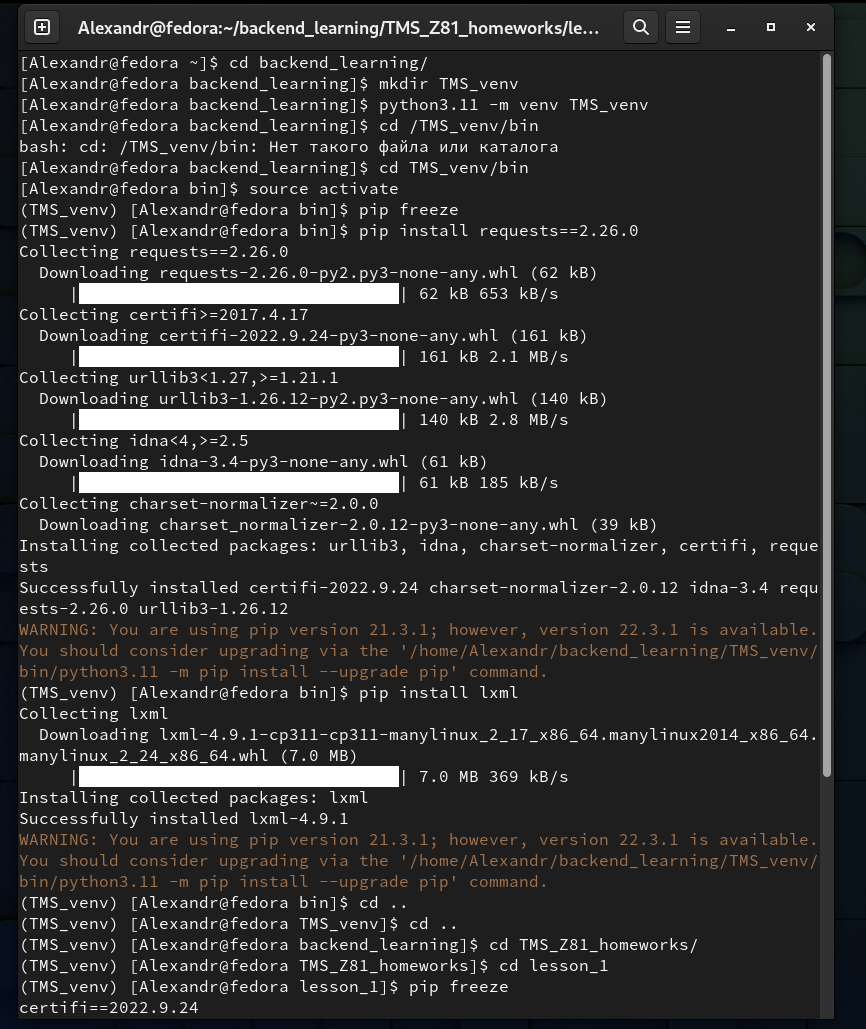 Alexandr@fedora:~/backend_learning/TMS_Z81_homeworks/le...
[Alexandr@fedora ~]$ cd backend_learning/
[Alexandr@fedora backend_learning]$ mkdir TMS_venv
[Alexandr@fedora backend_learning]$ python3.11 -m venv TMS_venv
[Alexandr@fedora backend_learning]$ cd /TMS_venv/bin
bash: cd: /TMS_venv/bin: Нет такого файла или каталога
[Alexandr@fedora backend_learning]$ cd TMS_venv/bin
[Alexandr@fedora bin]$ source activate
(TMS_venv) [Alexandr@fedora bin]$ pip freeze
(TMS_venv) [Alexandr@fedora bin]$ pip install requests==2.26.0
Collecting requests==2.26.0
  Downloading requests-2.26.0-py2.py3-none-any.whl (62 kB)
     |                                | 62 kB 653 kB/s
Collecting certifi>=2017.4.17
  Downloading certifi-2022.9.24-py3-none-any.whl (161 kB)
     |                                | 161 kB 2.1 MB/s
Collecting urllib3<1.27,>=1.21.1
  Downloading urllib3-1.26.12-py2.py3-none-any.whl (140 kB)
     |                                | 140 kB 2.8 MB/s
Collecting idna<4,>=2.5
  Downloading idna-3.4-py3-none-any.whl (61 kB)
     |                                | 61 kB 185 kB/s
Collecting charset-normalizer~=2.0.0
  Downloading charset_normalizer-2.0.12-py3-none-any.whl (39 kB)
Installing collected packages: urllib3, idna, charset-normalizer, certifi, reque
sts
Successfully installed certifi-2022.9.24 charset-normalizer-2.0.12 idna-3.4 requ
ests-2.26.0 urllib3-1.26.12
WARNING: You are using pip version 21.3.1; however, version 22.3.1 is available.
You should consider upgrading via the '/home/Alexandr/backend_learning/TMS_venv/
bin/python3.11 -m pip install --upgrade pip' command.
(TMS_venv) [Alexandr@fedora bin]$ pip install lxml
Collecting lxml
  Downloading lxml-4.9.1-cp311-cp311-manylinux_2_17_x86_64.manylinux2014_x86_64.
manylinux_2_24_x86_64.whl (7.0 MB)
     |                                | 7.0 MB 369 kB/s
Installing collected packages: lxml
Successfully installed lxml-4.9.1
WARNING: You are using pip version 21.3.1; however, version 22.3.1 is available.
You should consider upgrading via the '/home/Alexandr/backend_learning/TMS_venv/
bin/python3.11 -m pip install --upgrade pip' command.
(TMS_venv) [Alexandr@fedora bin]$ cd ..
(TMS_venv) [Alexandr@fedora TMS_venv]$ cd ..
(TMS_venv) [Alexandr@fedora backend_learning]$ cd TMS_Z81_homeworks/
(TMS_venv) [Alexandr@fedora TMS_Z81_homeworks]$ cd lesson_1
(TMS_venv) [Alexandr@fedora lesson_1]$ pip freeze
certifi==2022.9.24